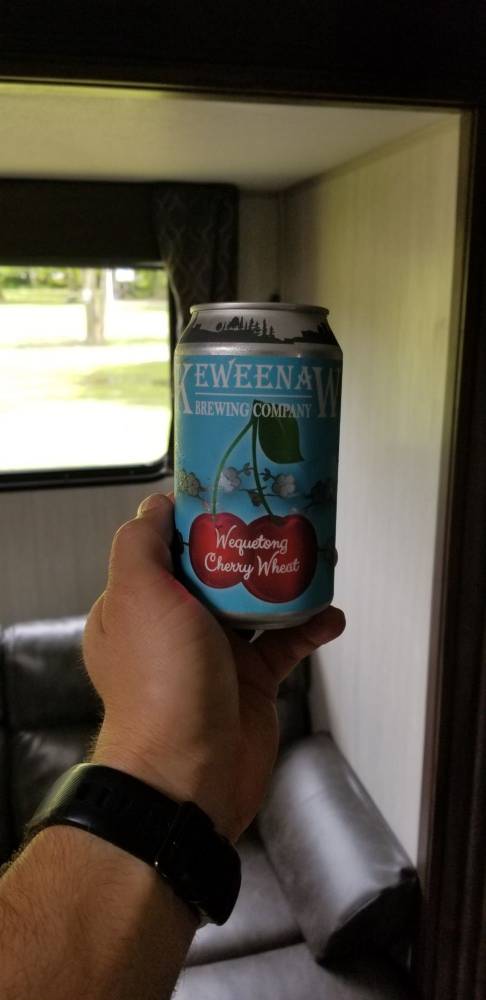 KEWEENAW
BREWING COMPANY
Wequetong
Cherry Wheat